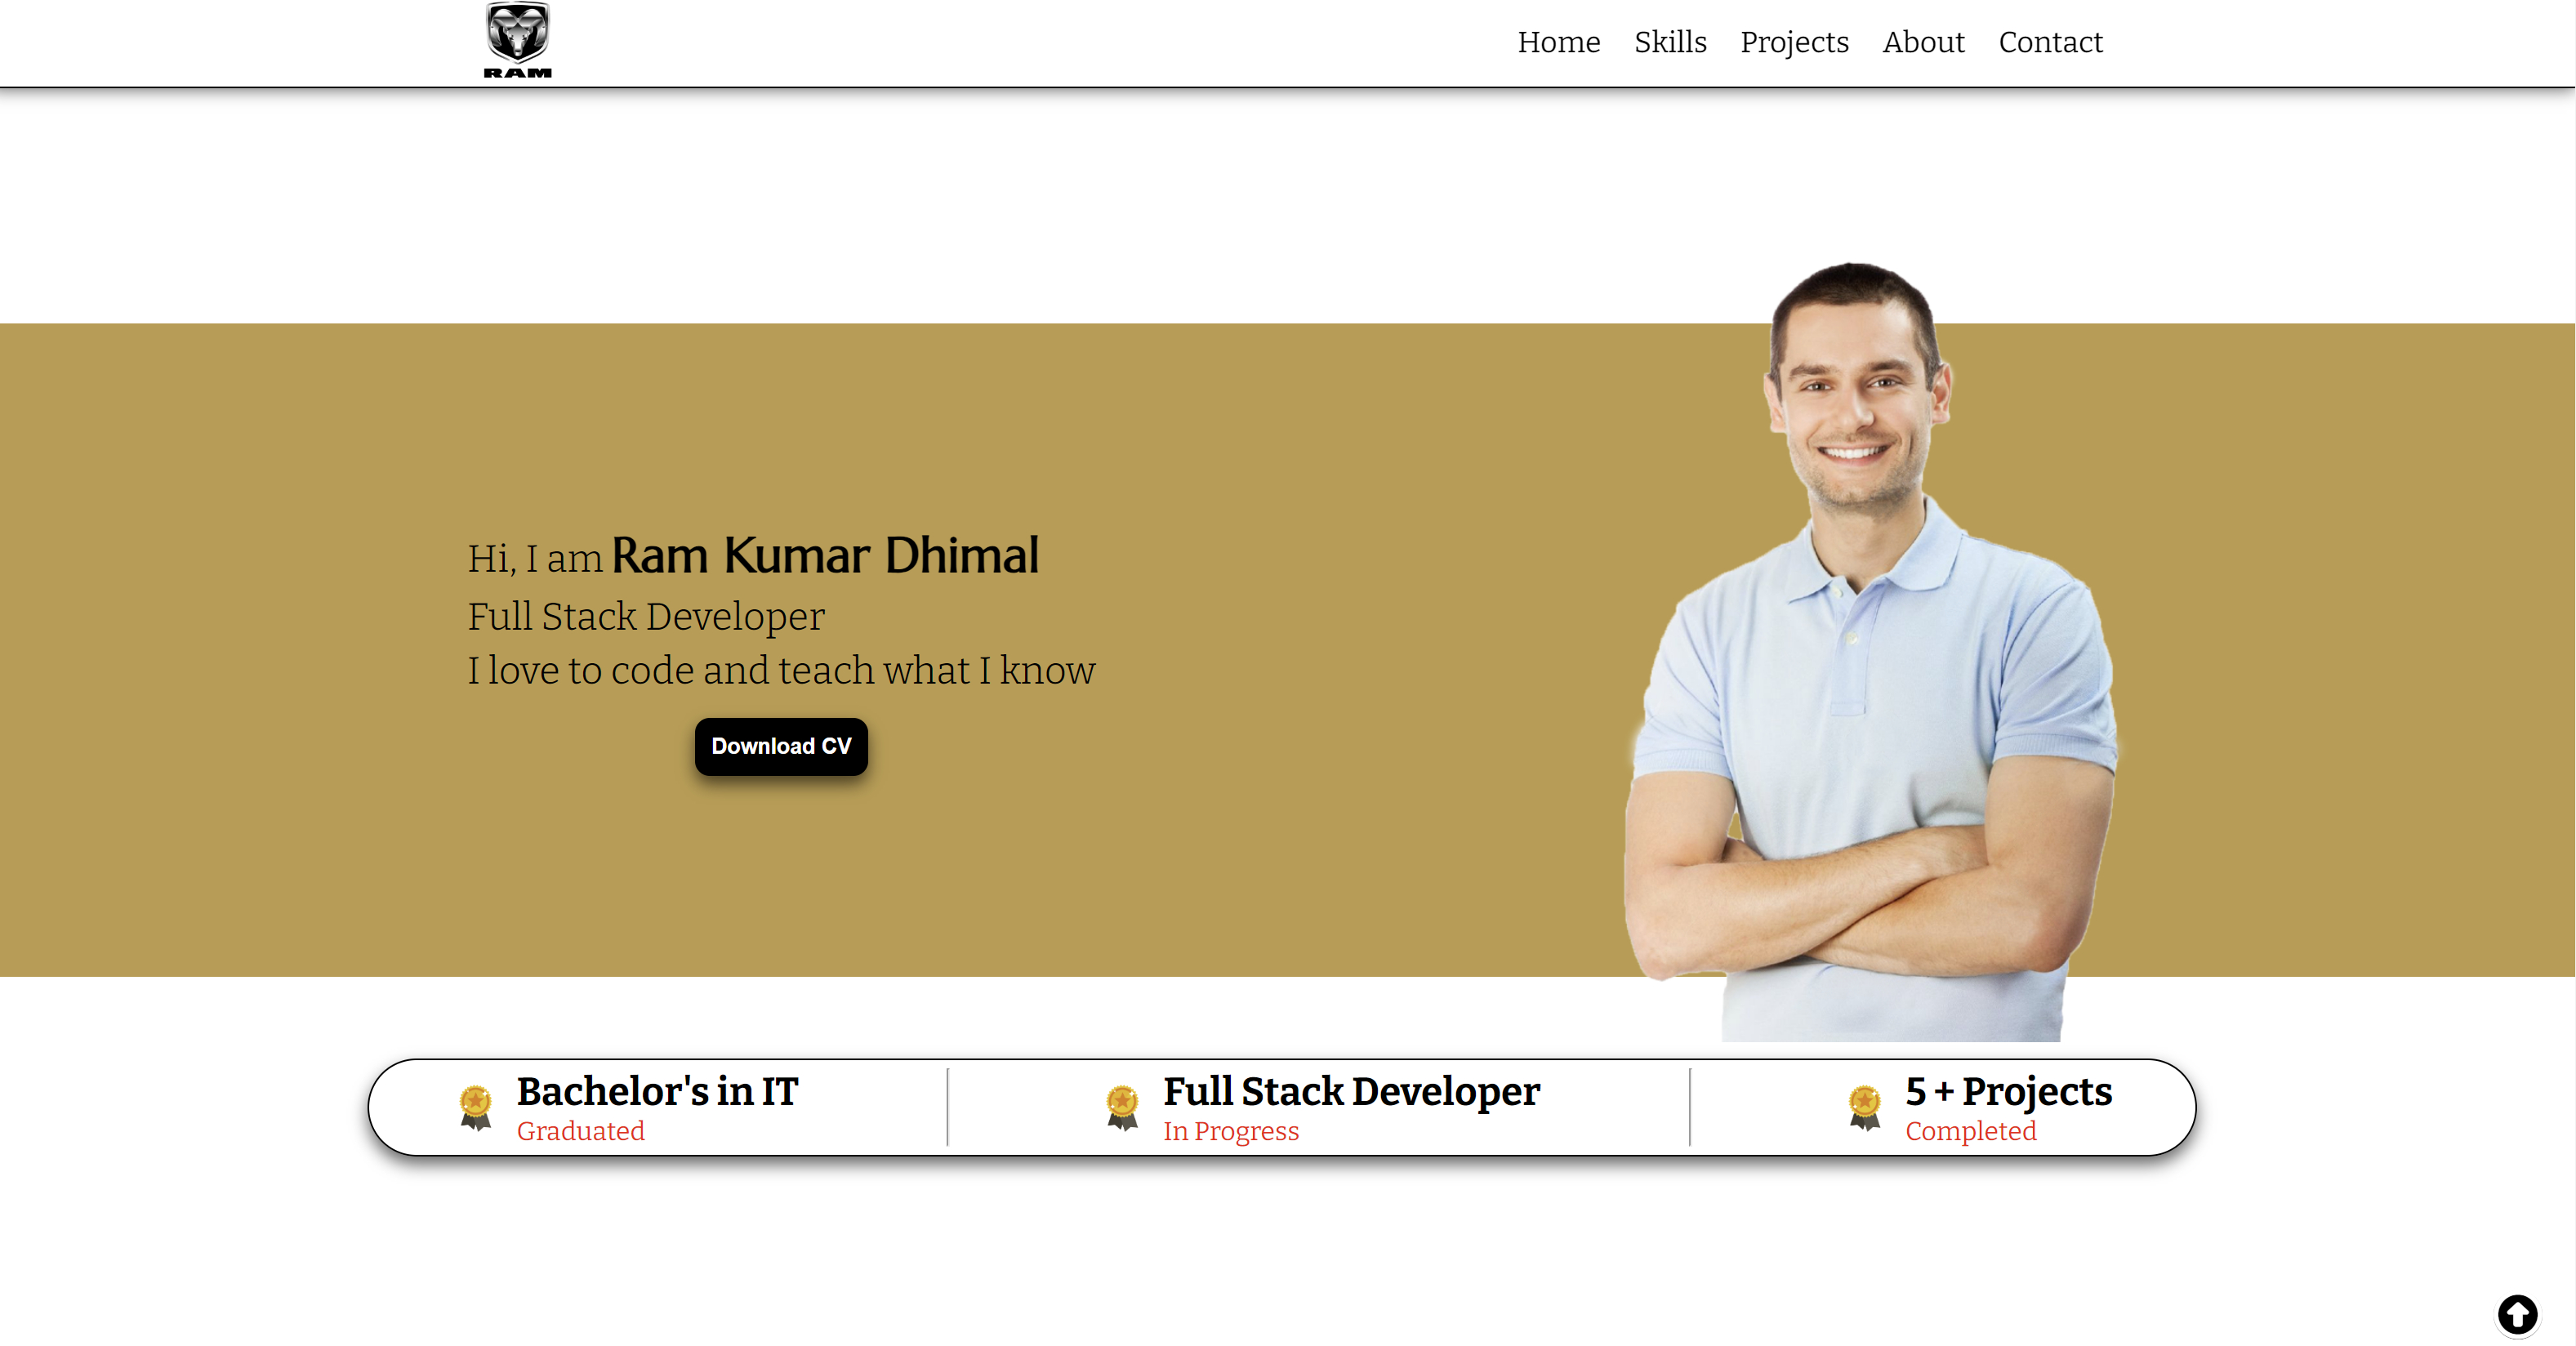 RAM
Home Skills Projects About Contact
Hi, I am Ram Kumar Dhimal
Full Stack Developer
I love to code and teach what I know
Download CV
Bachelor's in IT
Graduated
Full Stack Developer
In Progress
5 + Projects
Completed